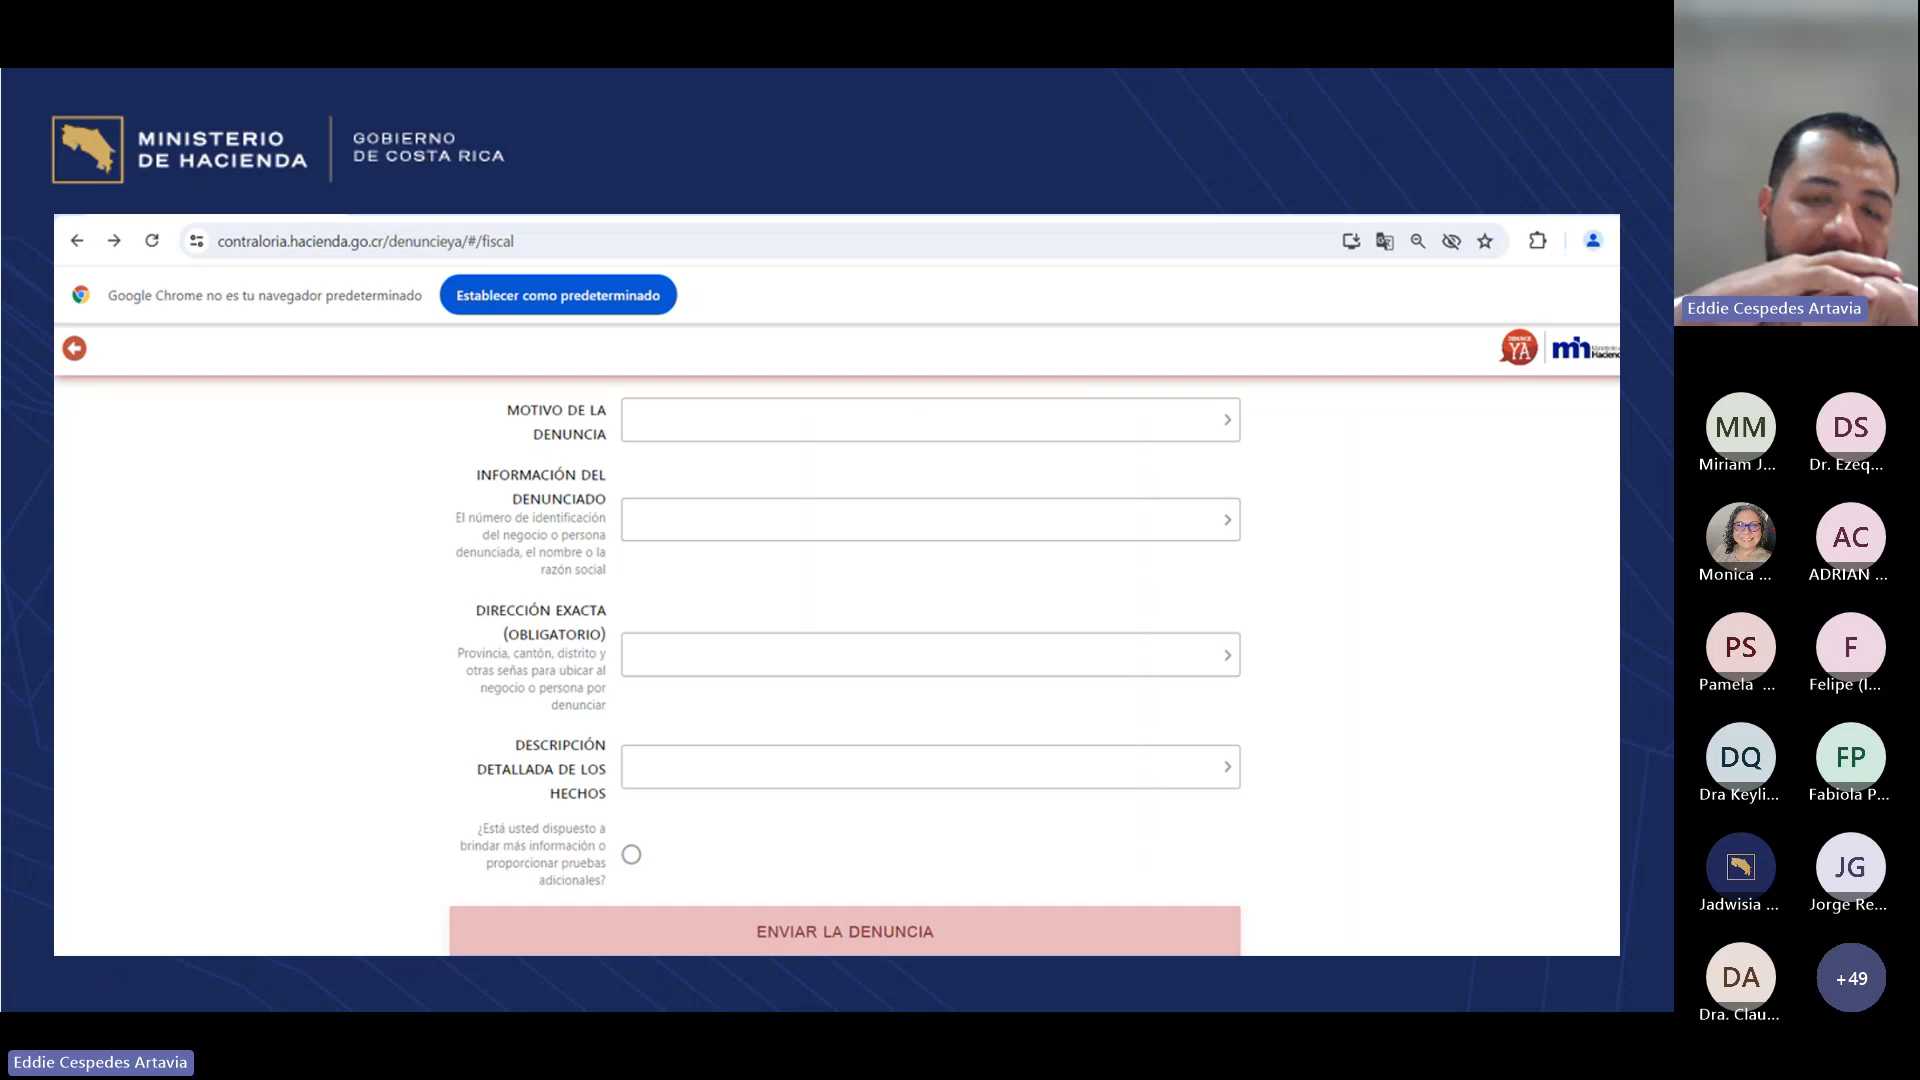 MINISTERIO
DE HACIENDA
GOBIERNO
DE COSTA RICA
contraloria.hacienda.go.cr/denuncieya/#/fiscal
Google Chrome no es tu navegador predeterminado
Establecer como predeterminado
YA
mh
Hacienc
MOTIVO DE LA
DENUNCIA
INFORMACIÓN DEL
DENUNCIADO
El número de identificación
del negocio o persona
denunciada, el nombre o la
razón social
DIRECCIÓN EXACTA
(OBLIGATORIO)
Provincia, cantón, distrito y
otras señas para ubicar al
negocio o persona por
denunciar
DESCRIPCIÓN
DETALLADA DE LOS
HECHOS
¿Está usted dispuesto a
brindar más información o
proporcionar pruebas
adicionales?
ENVIAR LA DENUNCIA
Eddie Cespedes Artavia
MM
Miriam J...
DS
Dr. Ezeq...
Monica ...
AC
ADRIAN ...
PS
Pamela ...
F
Felipe (I...
DQ
Dra Keyli...
FP
Fabiola P...
Jadwisia ...
JG
Jorge Re...
DA
Dra. Clau...
+49
Eddie Cespedes Artavia